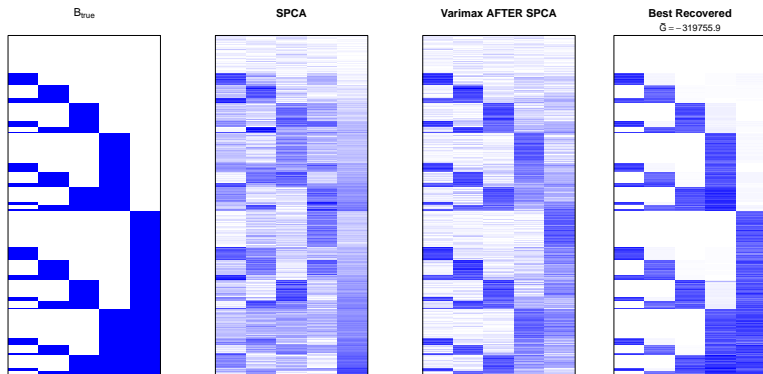 B_true
SPCA
Varimax AFTER SPCA
Best Recovered
G̃ = −319755.9